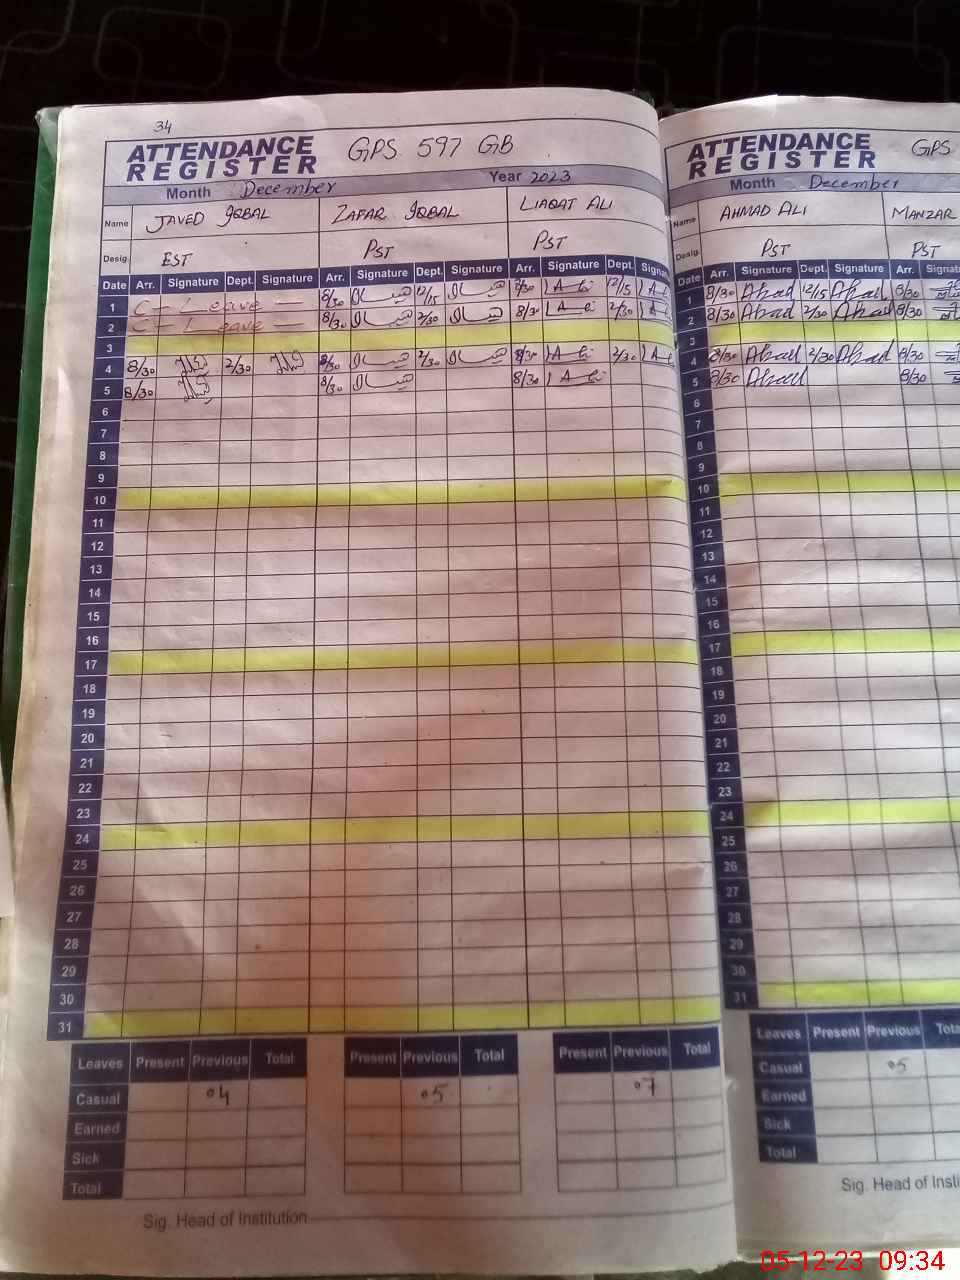 34
ATTENDANCE REGISTER GPS 597 GB
Month December Year 2023
Name JAVED IQBAL ZAFAR IQBAL LIAQAT ALI
Desig. EST PST PST
Date Arr. Signature Dept. Signature Arr. Signature Dept. Signature Arr. Signature Dept. Signatu
1 C - Leave - 8/30 12/15 8/30 12/15
2 C - Leave - 8/30 2/30 8/30 2/30
3
4 8/30 2/30 8/30 2/30 8/30 2/30
5 8/30 8/30 8/30
6
7
8
9
10
11
12
13
14
15
16
17
18
19
20
21
22
23
24
25
26
27
28
29
30
31
Leaves Present Previous Total Present Previous Total Present Previous Total
Casual 04 05 07
Earned
Sick
Total
Sig. Head of Institution
ATTENDANCE REGISTER GPS
Month December
Name AHMAD ALI MANZAR
Desig. PST PST
Date Arr. Signature Dept. Signature Arr. Signat
1 8/30 Ahad 12/15 Ahad 8/30
2 8/30 Ahad 2/30 Ahad 8/30
3
4 8/30 Ahad 2/30 Ahad 8/30
5 8/30 Ahad 8/30
6
7
8
9
10
11
12
13
14
15
16
17
18
19
20
21
22
23
24
25
26
27
28
29
30
31
Leaves Present Previous Tota
Casual 05
Earned
Sick
Total
Sig. Head of Insti
05-12-23 09:34